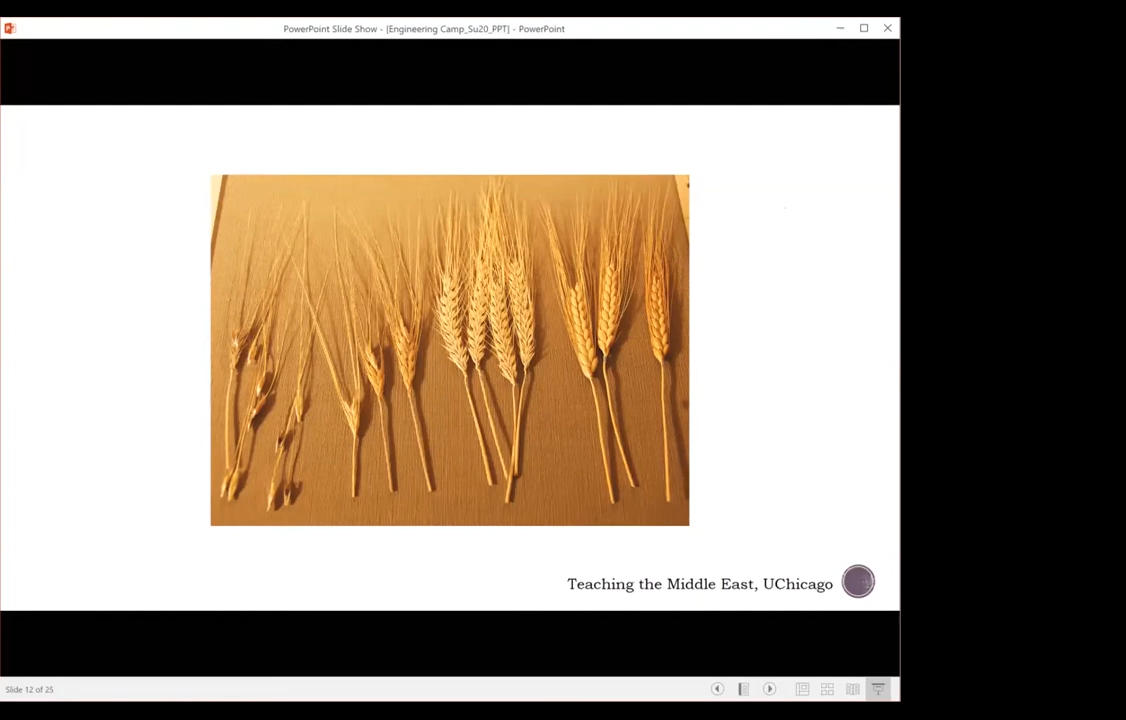 PowerPoint Slide Show - [Engineering Camp_Su20_PPT] - PowerPoint
Teaching the Middle East, UChicago
Slide 12 of 25